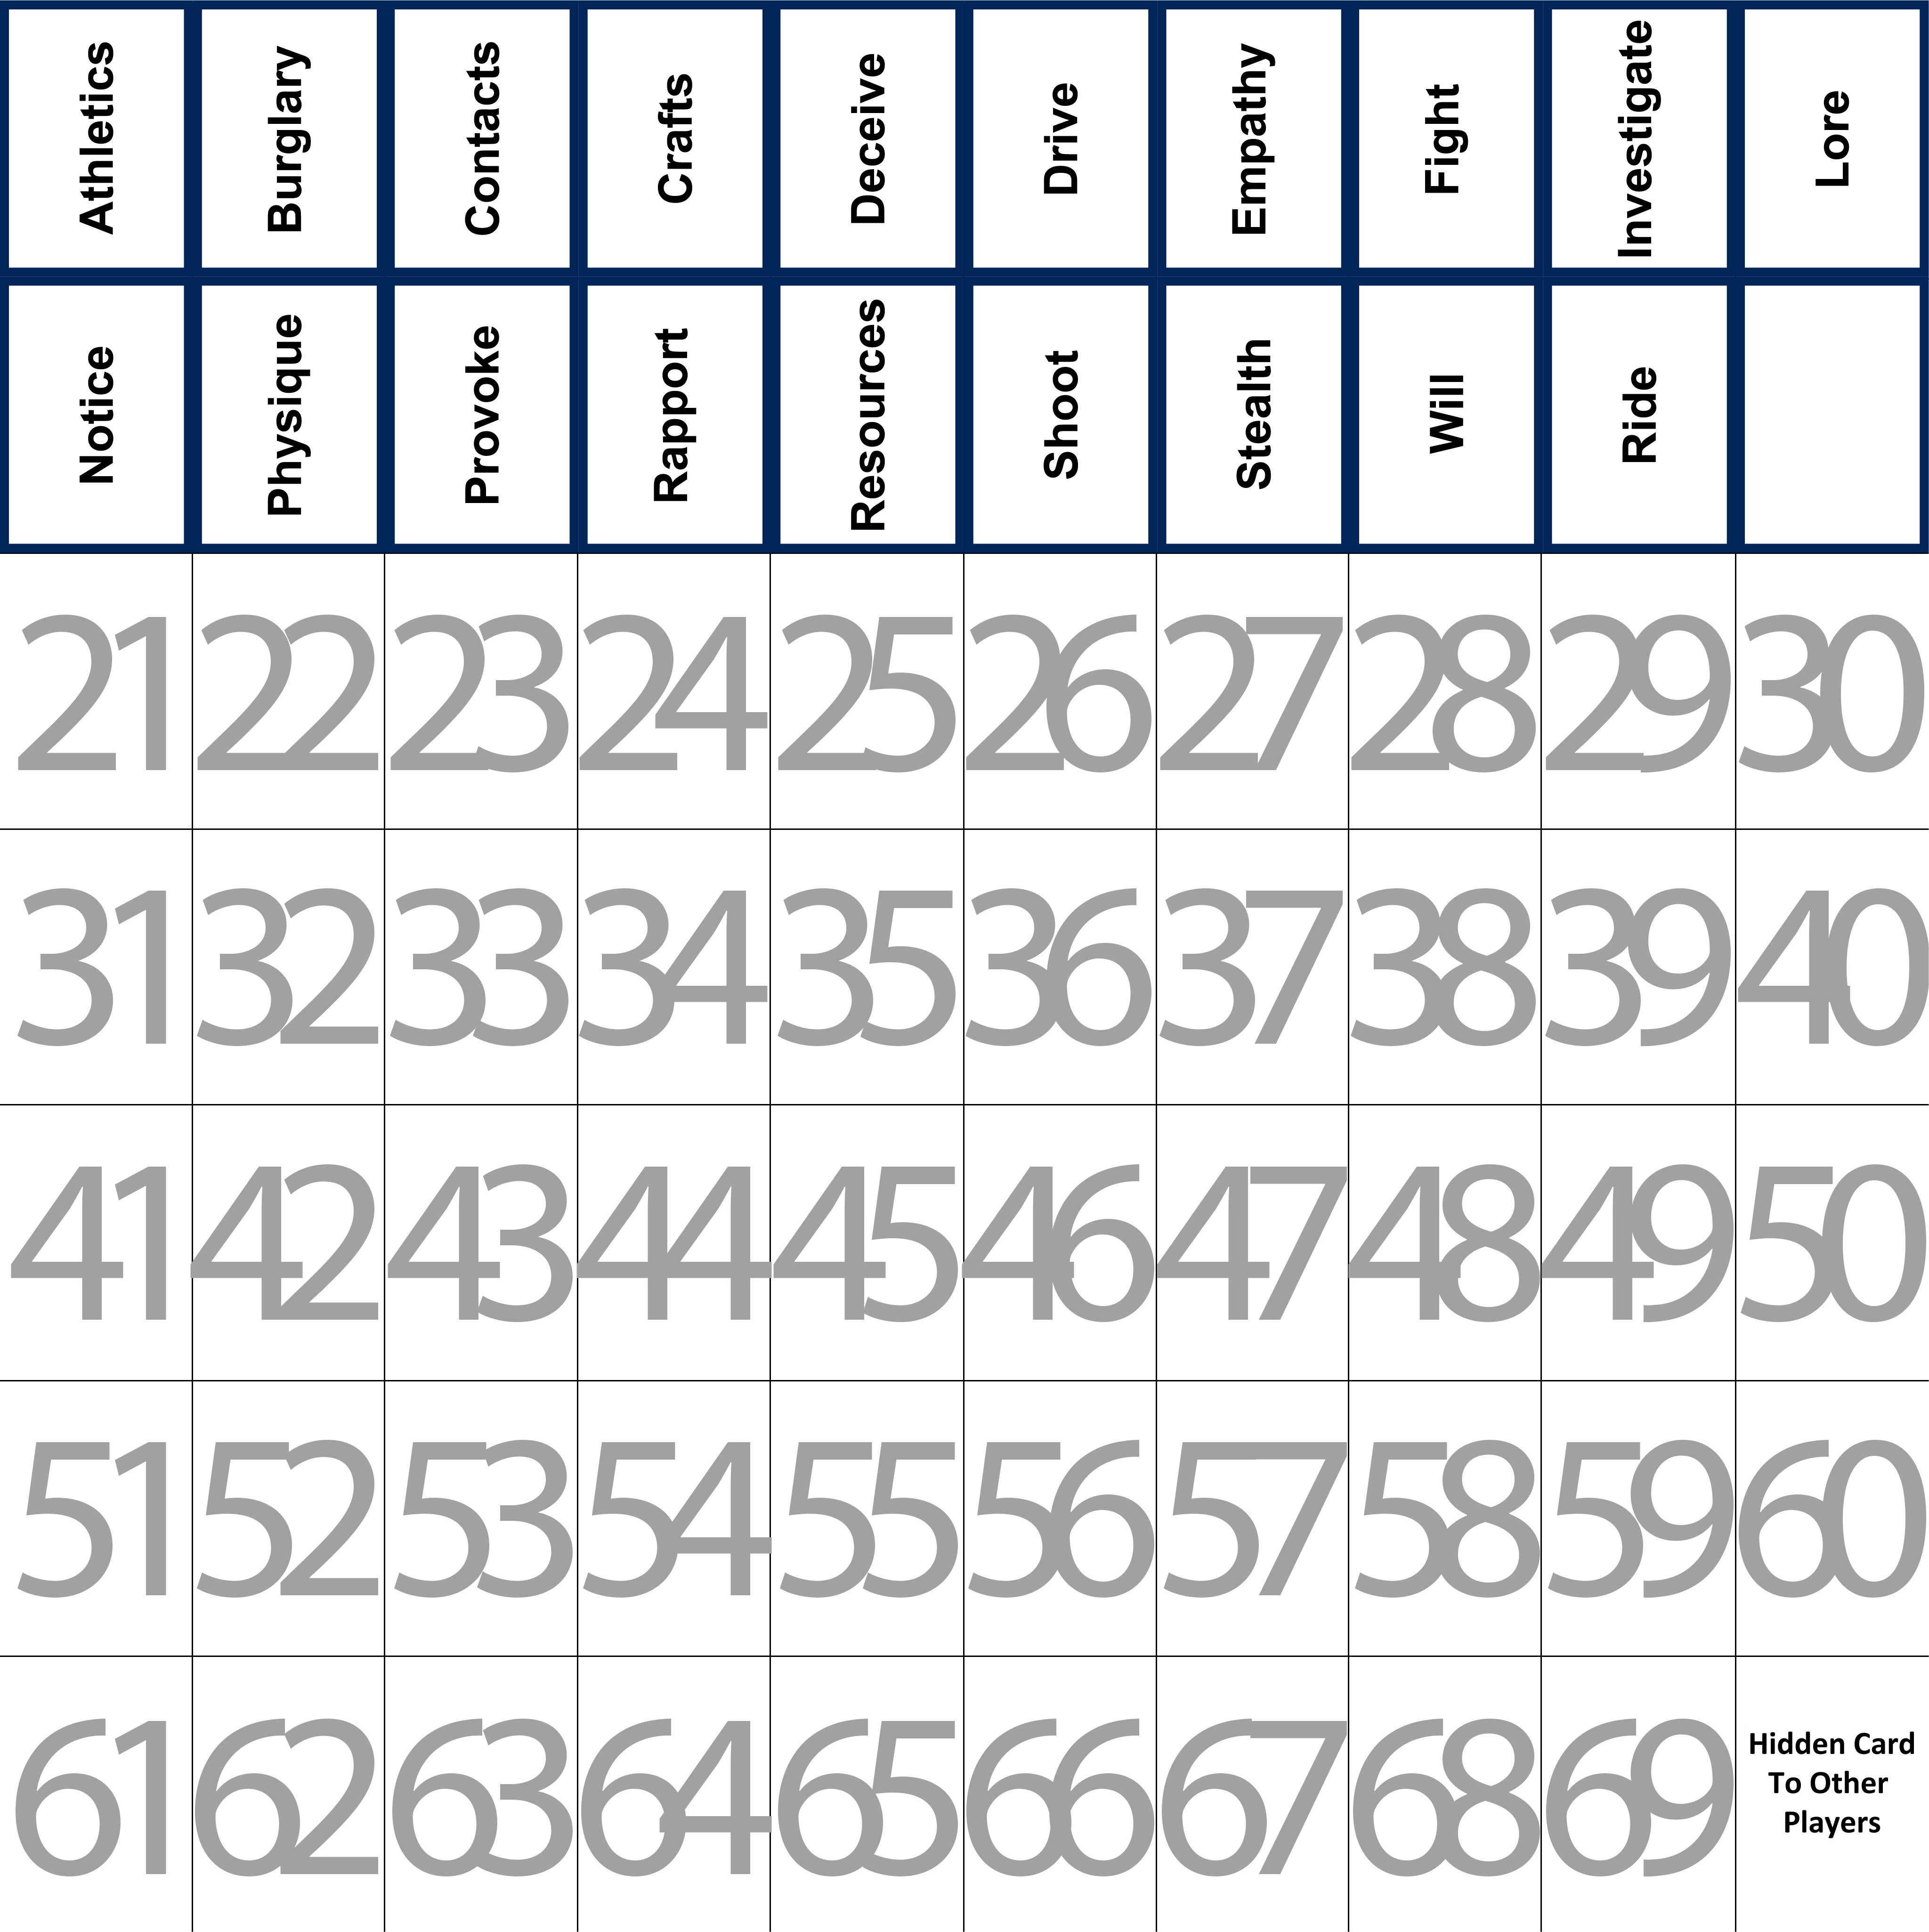 Athletics Burglary Contacts Crafts Deceive Drive Empathy Fight Investigate Lore
Notice Physique Provoke Rapport Resources Shoot Stealth Will Ride
21 22 23 24 25 26 27 28 29 30
31 32 33 34 35 36 37 38 39 40
41 42 43 44 45 46 47 48 49 50
51 52 53 54 55 56 57 58 59 60
61 62 63 64 65 66 67 68 69
Hidden Card
To Other
Players